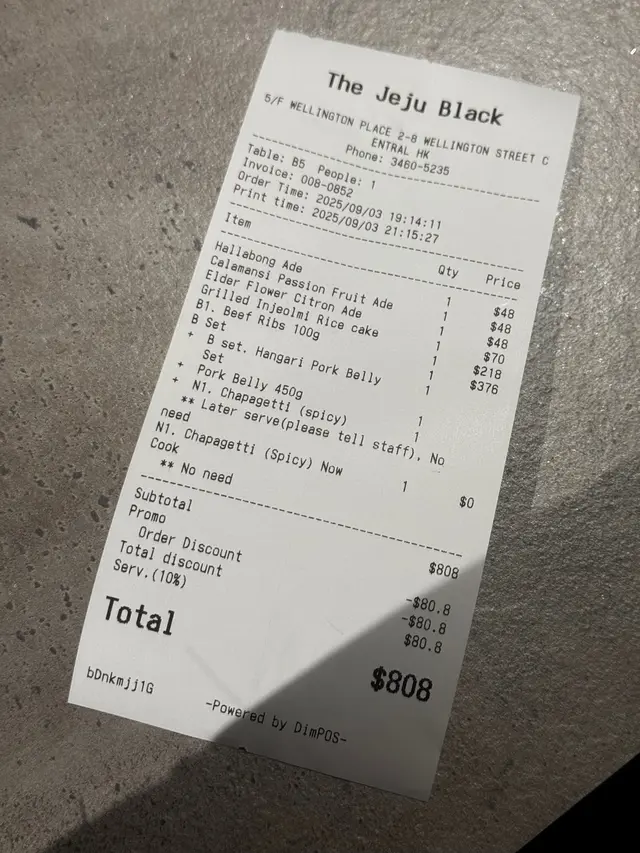 The Jeju Black
5/F WELLINGTON PLACE 2-8 WELLINGTON STREET C
ENTRAL HK
Phone: 3460-5235
Table: B5 People: 1
Invoice: 008-0852
Order Time: 2025/09/03 19:14:11
Print time: 2025/09/03 21:15:27
Item Qty Price
Hallabong Ade 1 $48
Calamansi Passion Fruit Ade 1 $48
Elder Flower Citron Ade 1 $48
Grilled Injeolmi Rice cake 1 $70
B1. Beef Ribs 100g 1 $218
B Set 1 $376
+ B set. Hangari Pork Belly
Set 1
+ Pork Belly 450g 1
+ N1. Chapagetti (spicy)
** Later serve(please tell staff), No
need
N1. Chapagetti (Spicy) Now 1 $0
Cook
** No need
Subtotal $808
Promo
Order Discount -$80.8
Total discount -$80.8
Serv.(10%) $80.8
Total $808
bDnkmjj1G
-Powered by DimPOS-